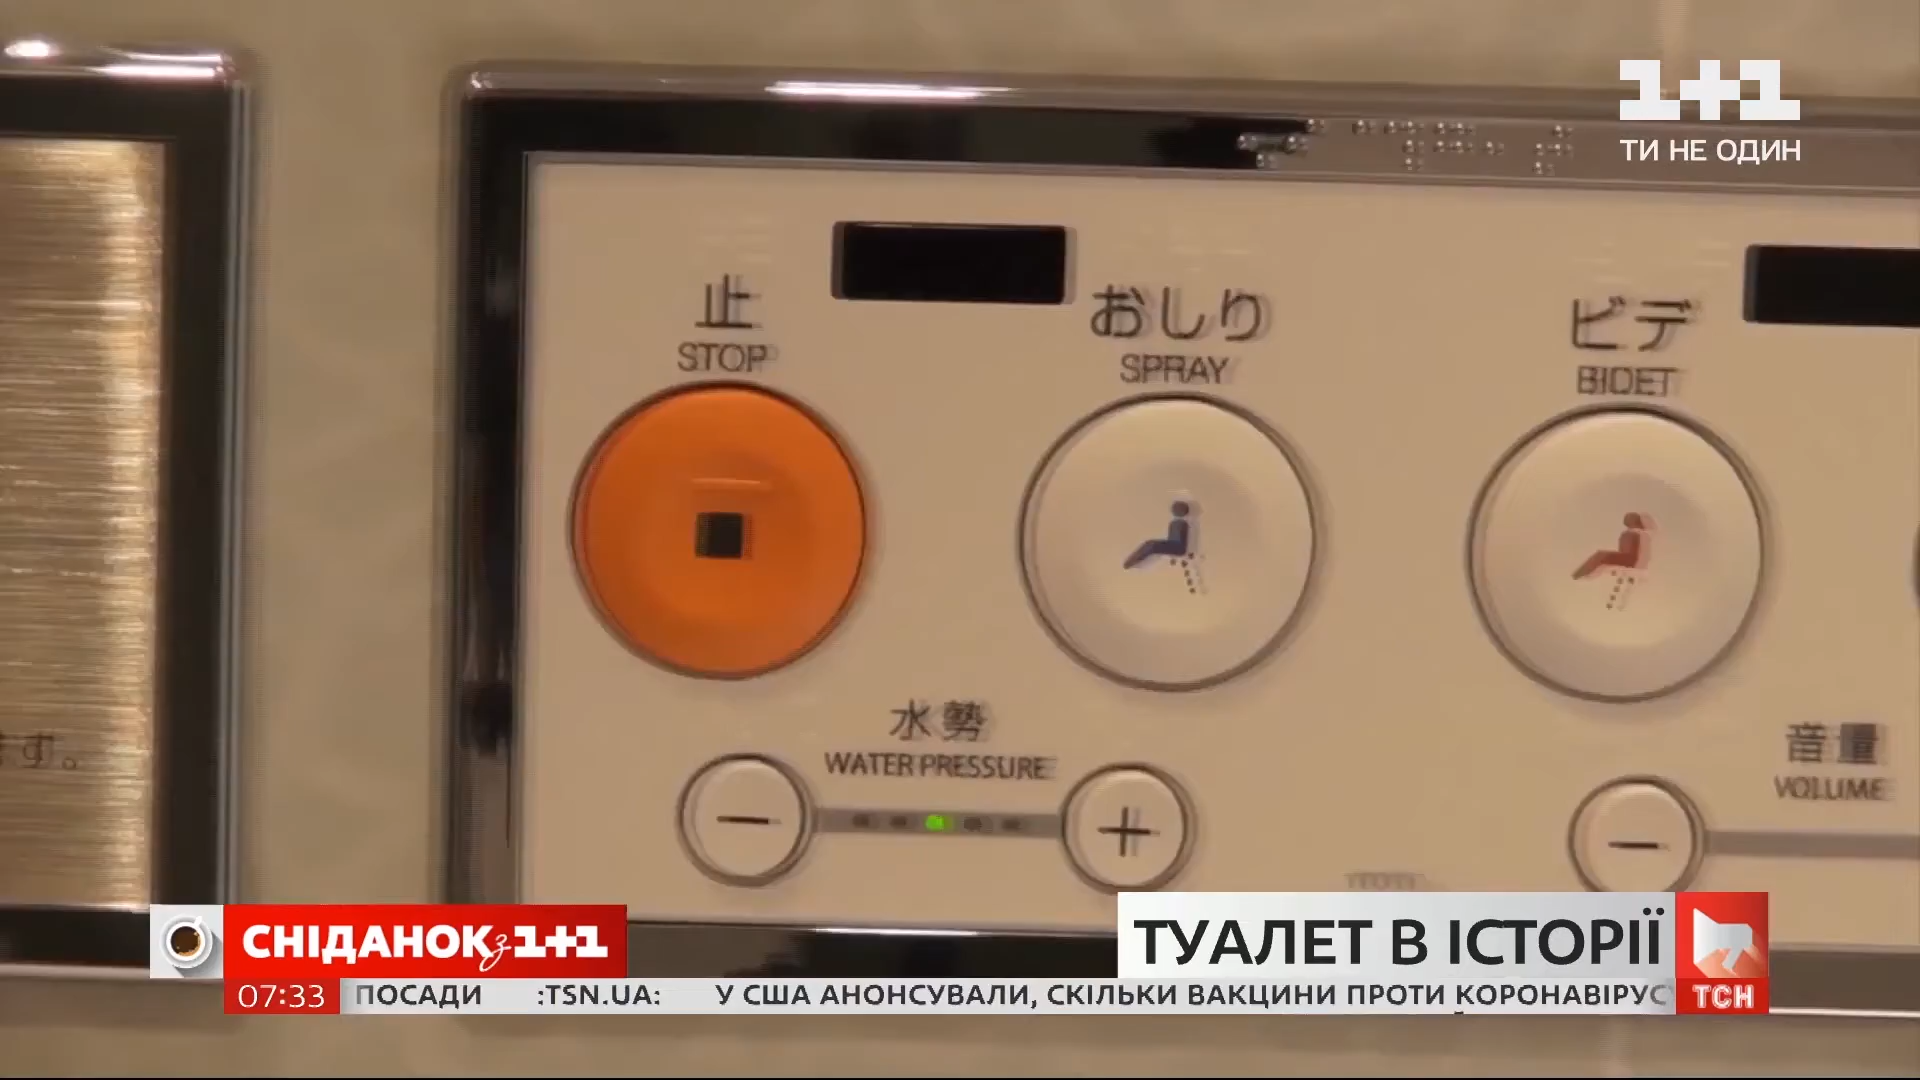 1+1
ТИ НЕ ОДИН
止
STOP
おしり
SPRAY
ビデ
BIDET
水勢
WATER PRESSURE
音量
VOLUME
ます。
СНІДАНОК з 1+1
ТУАЛЕТ В ІСТОРІЇ
07:33
ПОСАДИ :TSN.UA: У США АНОНСУВАЛИ, СКІЛЬКИ ВАКЦИНИ ПРОТИ КОРОНАВІРУС
ТСН